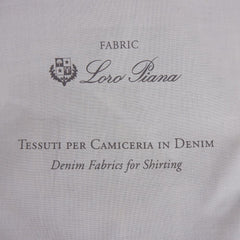 FABRIC
Loro Piana
TESSUTI PER CAMICERIA IN DENIM
Denim Fabrics for Shirting